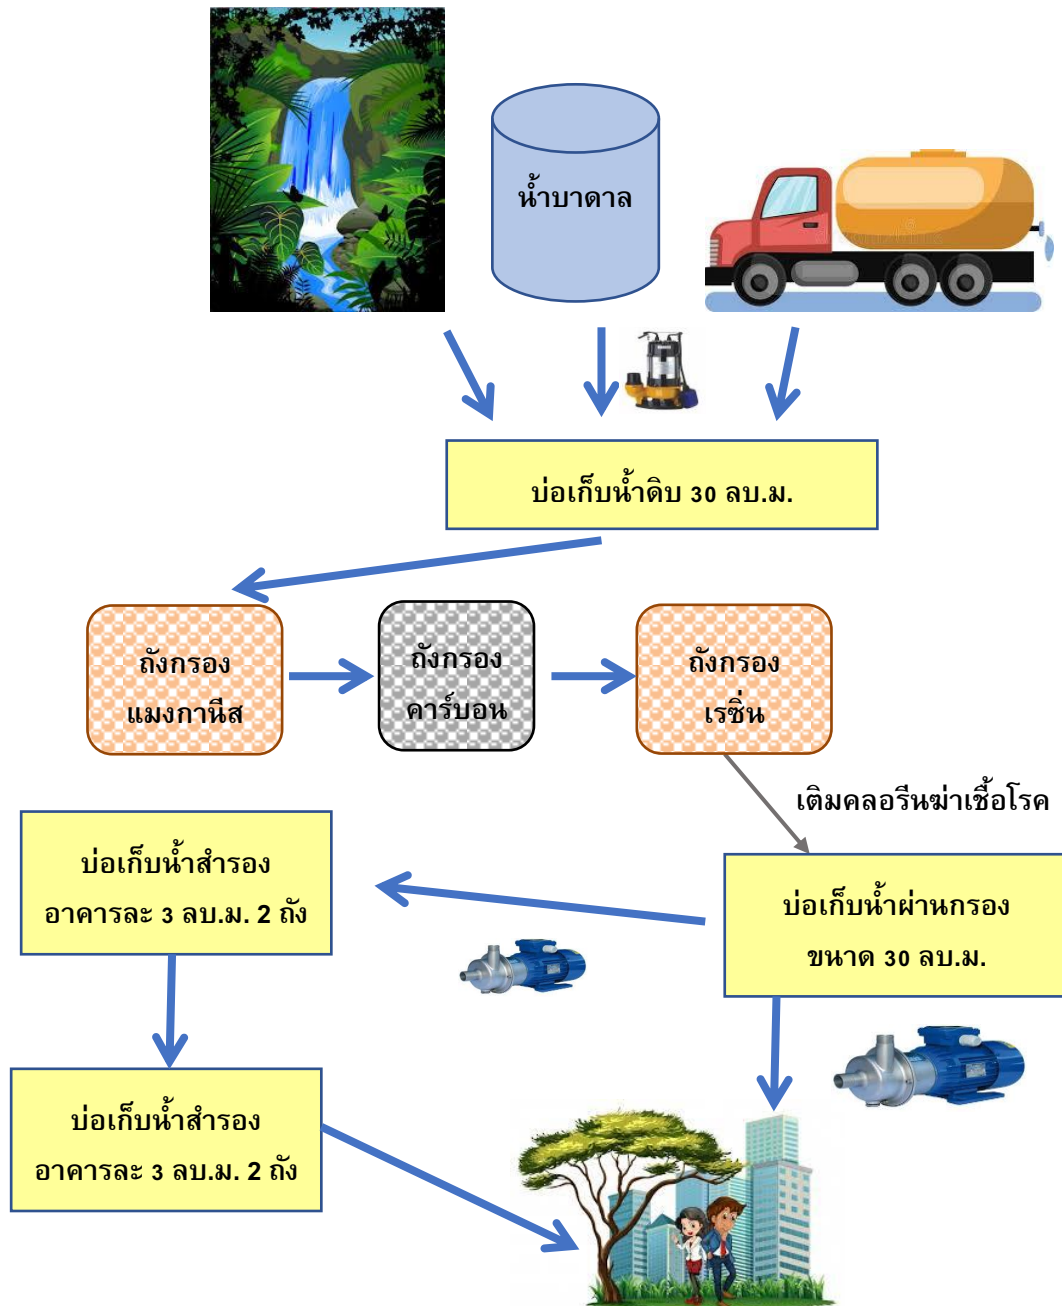 น้ำบาดาล
บ่อเก็บน้ำดิบ 30 ลบ.ม.
ถังกรอง
แมงกานีส
ถังกรอง
คาร์บอน
ถังกรอง
เรซิ่น
เติมคลอรีนฆ่าเชื้อโรค
บ่อเก็บน้ำสำรอง
อาคารละ 3 ลบ.ม. 2 ถัง
บ่อเก็บน้ำผ่านกรอง
ขนาด 30 ลบ.ม.
บ่อเก็บน้ำสำรอง
อาคารละ 3 ลบ.ม. 2 ถัง